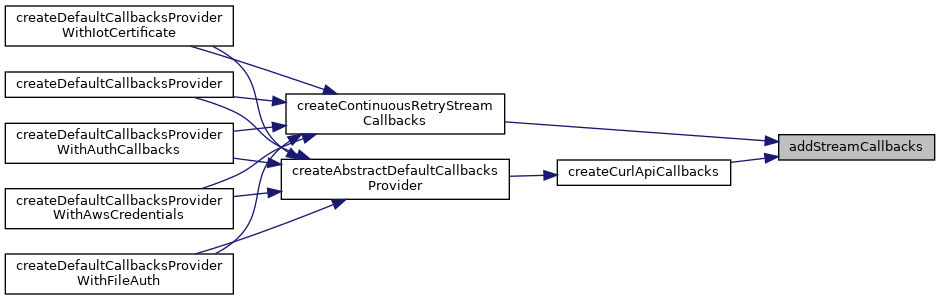 createDefaultCallbacksProvider
WithIotCertificate
createDefaultCallbacksProvider
createDefaultCallbacksProvider
WithAuthCallbacks
createDefaultCallbacksProvider
WithAwsCredentials
createDefaultCallbacksProvider
WithFileAuth
createContinuousRetryStream
Callbacks
createAbstractDefaultCallbacks
Provider
createCurlApiCallbacks
addStreamCallbacks